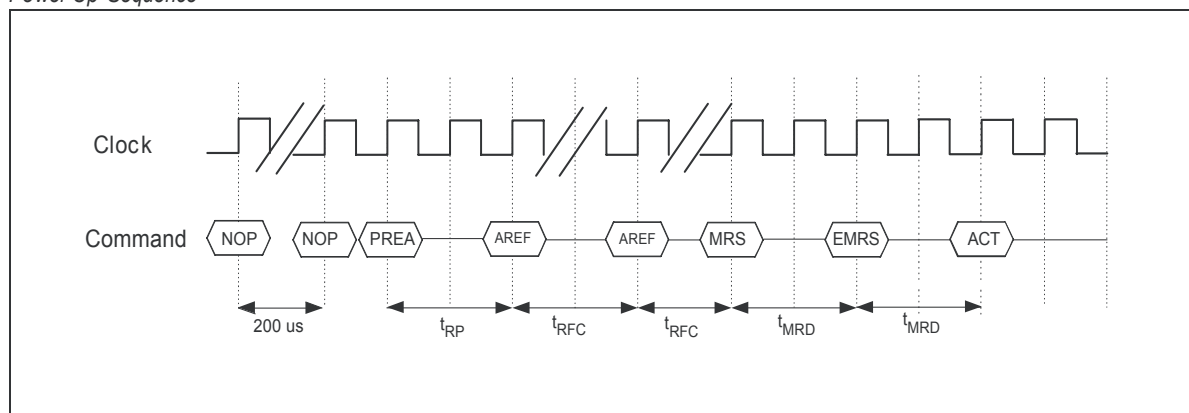 Power Up Sequence
Clock
Command NOP NOP PREA AREF AREF MRS EMRS ACT
200 us tRP tRFC tRFC tMRD tMRD